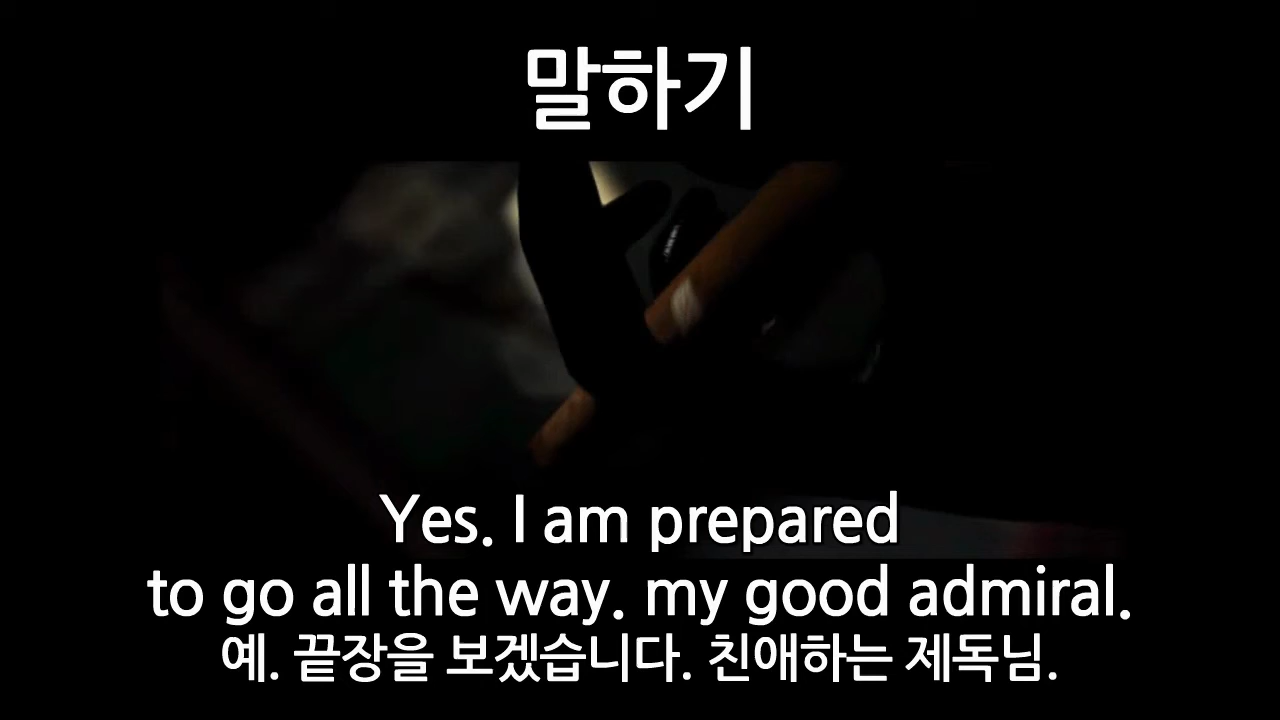 말하기
Yes. I am prepared
to go all the way. my good admiral.
예. 끝장을 보겠습니다. 친애하는 제독님.